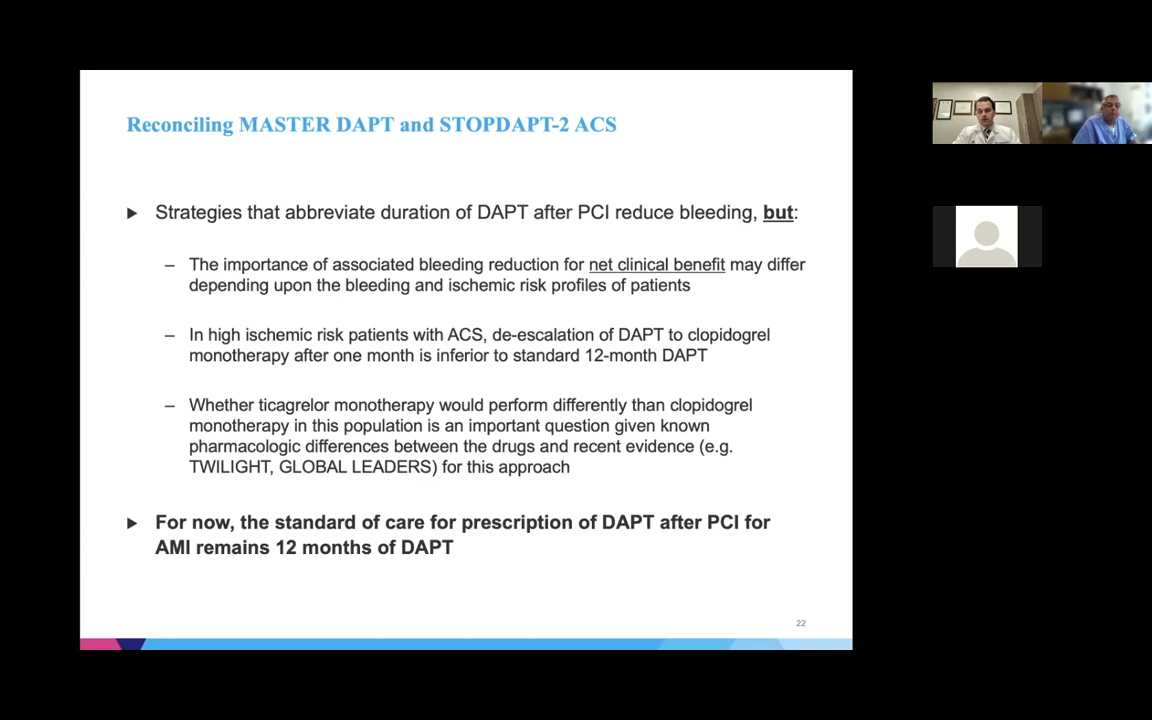 Reconciling MASTER DAPT and STOPDAPT-2 ACS
Strategies that abbreviate duration of DAPT after PCI reduce bleeding, but:
– The importance of associated bleeding reduction for net clinical benefit may differ
depending upon the bleeding and ischemic risk profiles of patients
– In high ischemic risk patients with ACS, de-escalation of DAPT to clopidogrel
monotherapy after one month is inferior to standard 12-month DAPT
– Whether ticagrelor monotherapy would perform differently than clopidogrel
monotherapy in this population is an important question given known
pharmacologic differences between the drugs and recent evidence (e.g.
TWILIGHT, GLOBAL LEADERS) for this approach
For now, the standard of care for prescription of DAPT after PCI for
AMI remains 12 months of DAPT
22